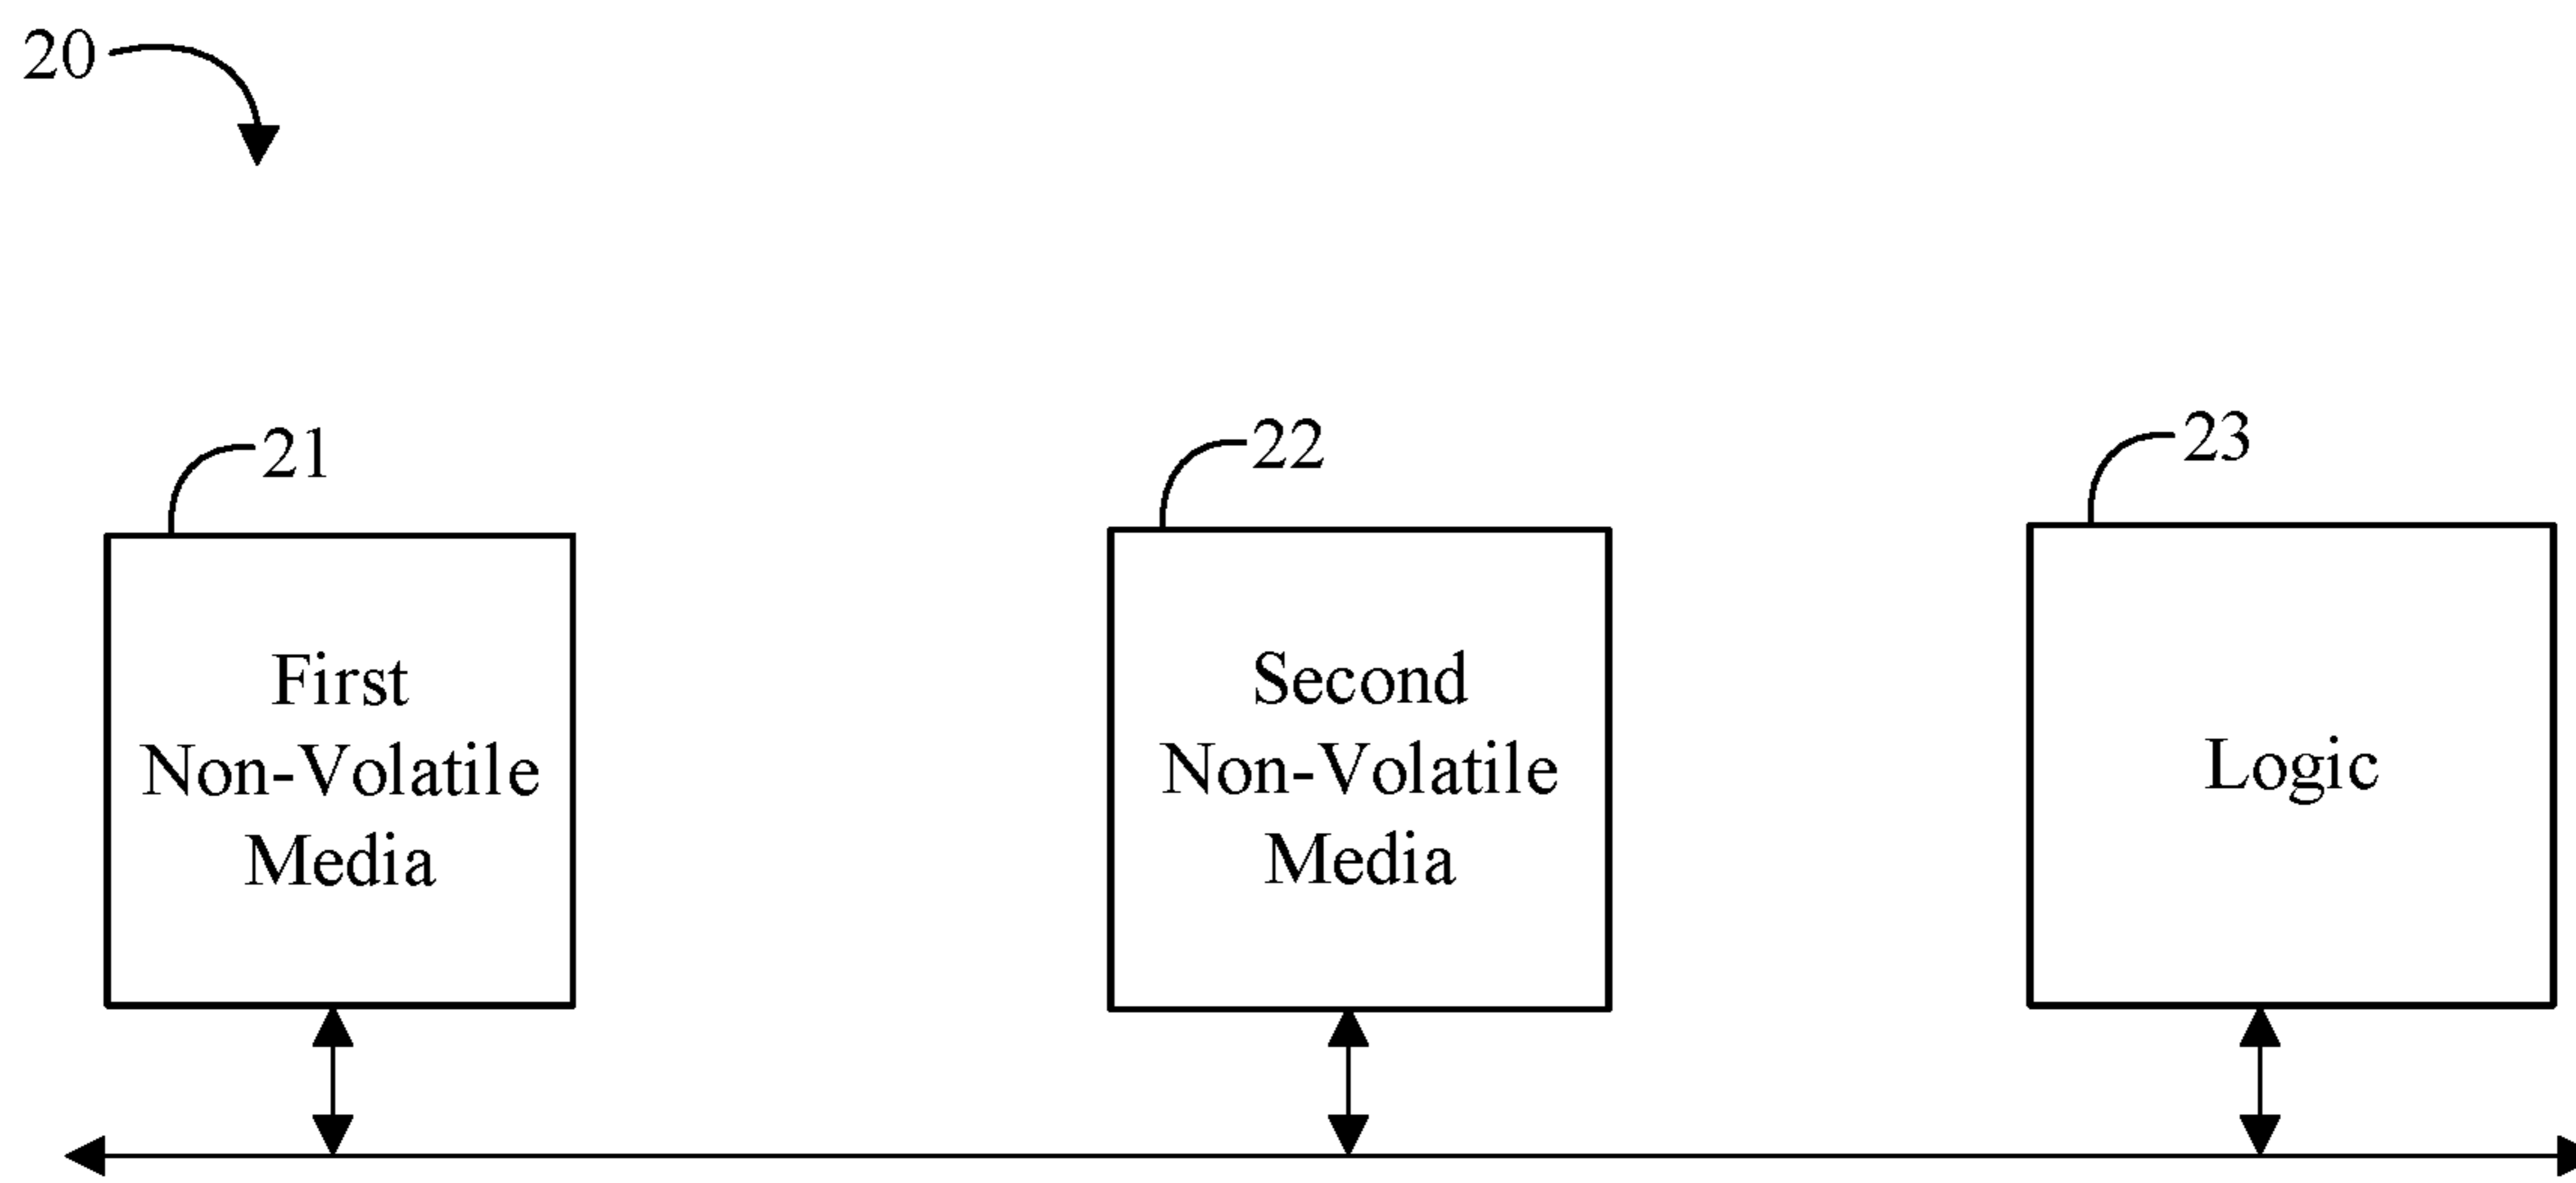 20
21
22
23
First
Non-Volatile
Media
Second
Non-Volatile
Media
Logic